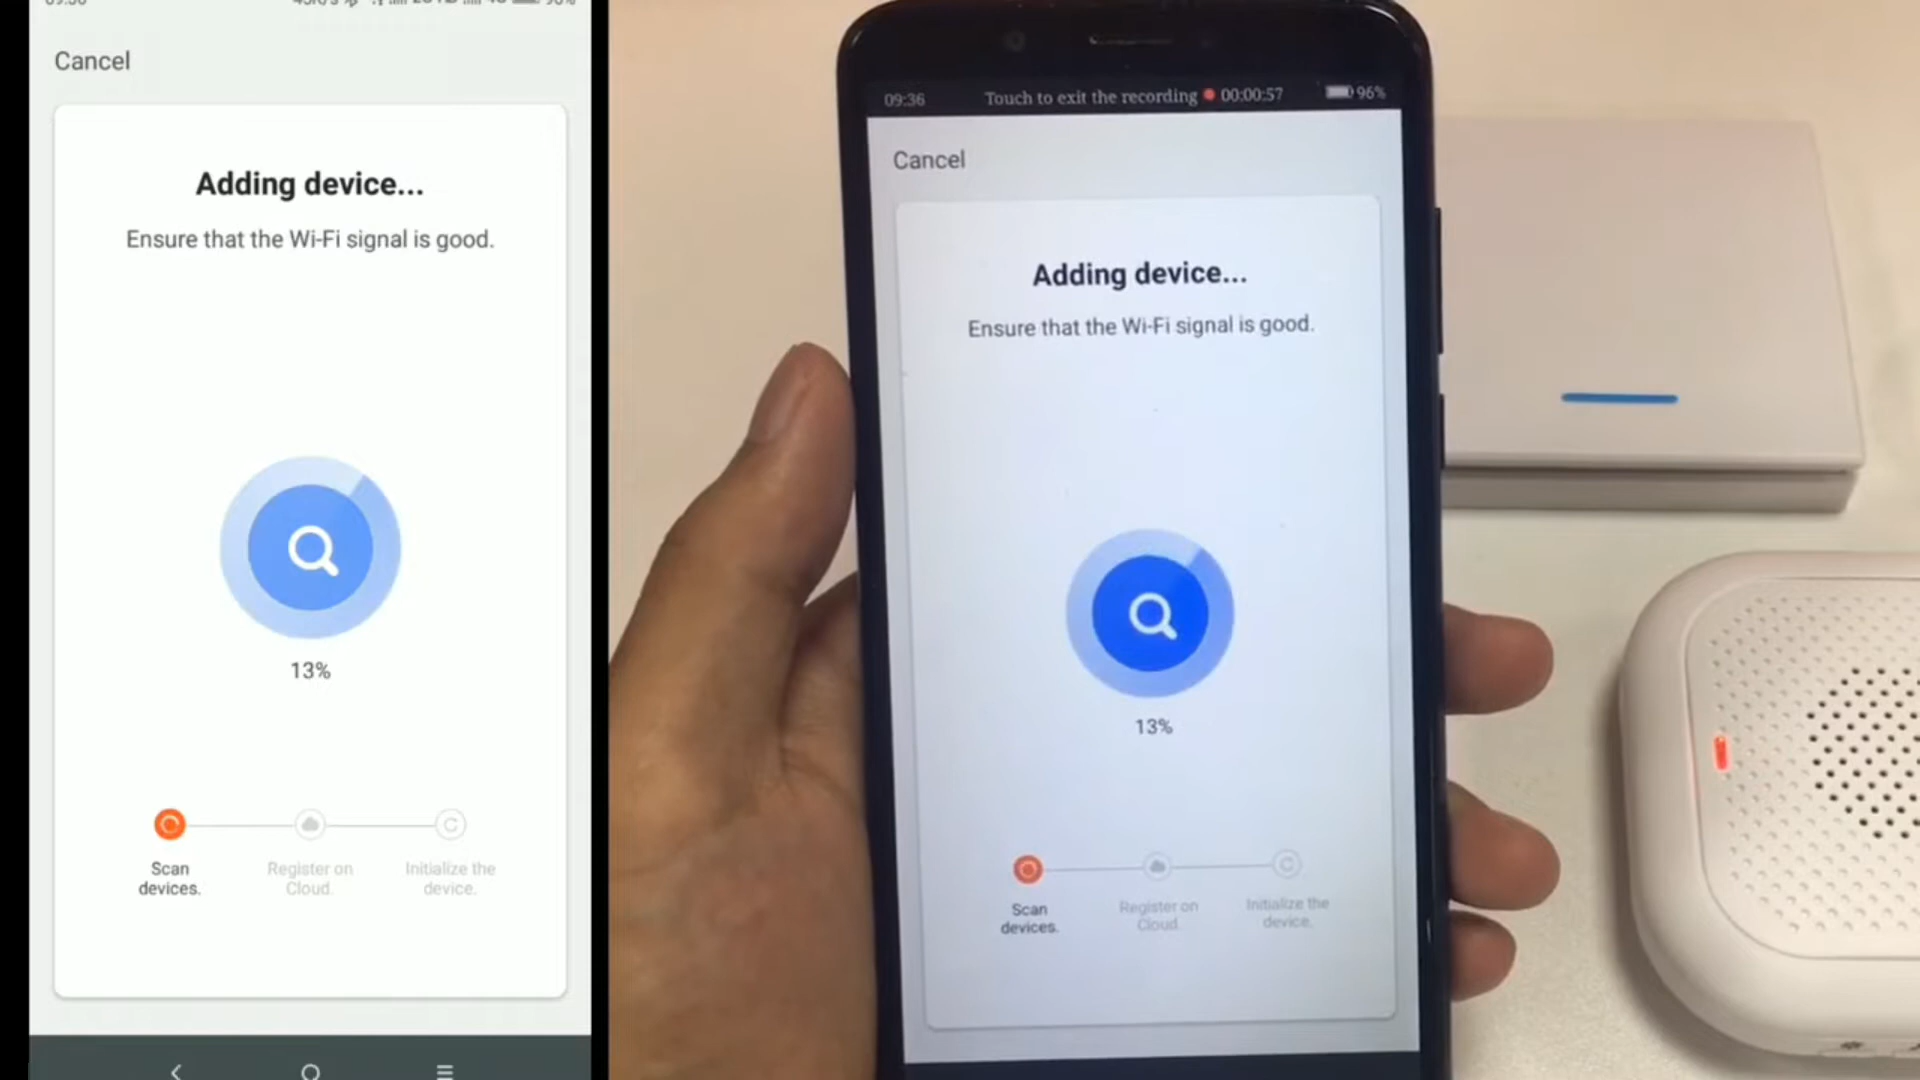 Cancel
Adding device...
Ensure that the Wi-Fi signal is good.
13%
Scan
devices.
Register on
Cloud.
Initialize the
device.
09:36
Touch to exit the recording
00:00:57
96%
Cancel
Adding device...
Ensure that the Wi-Fi signal is good.
13%
Scan
devices.
Register on
Cloud.
Initialize the
device.